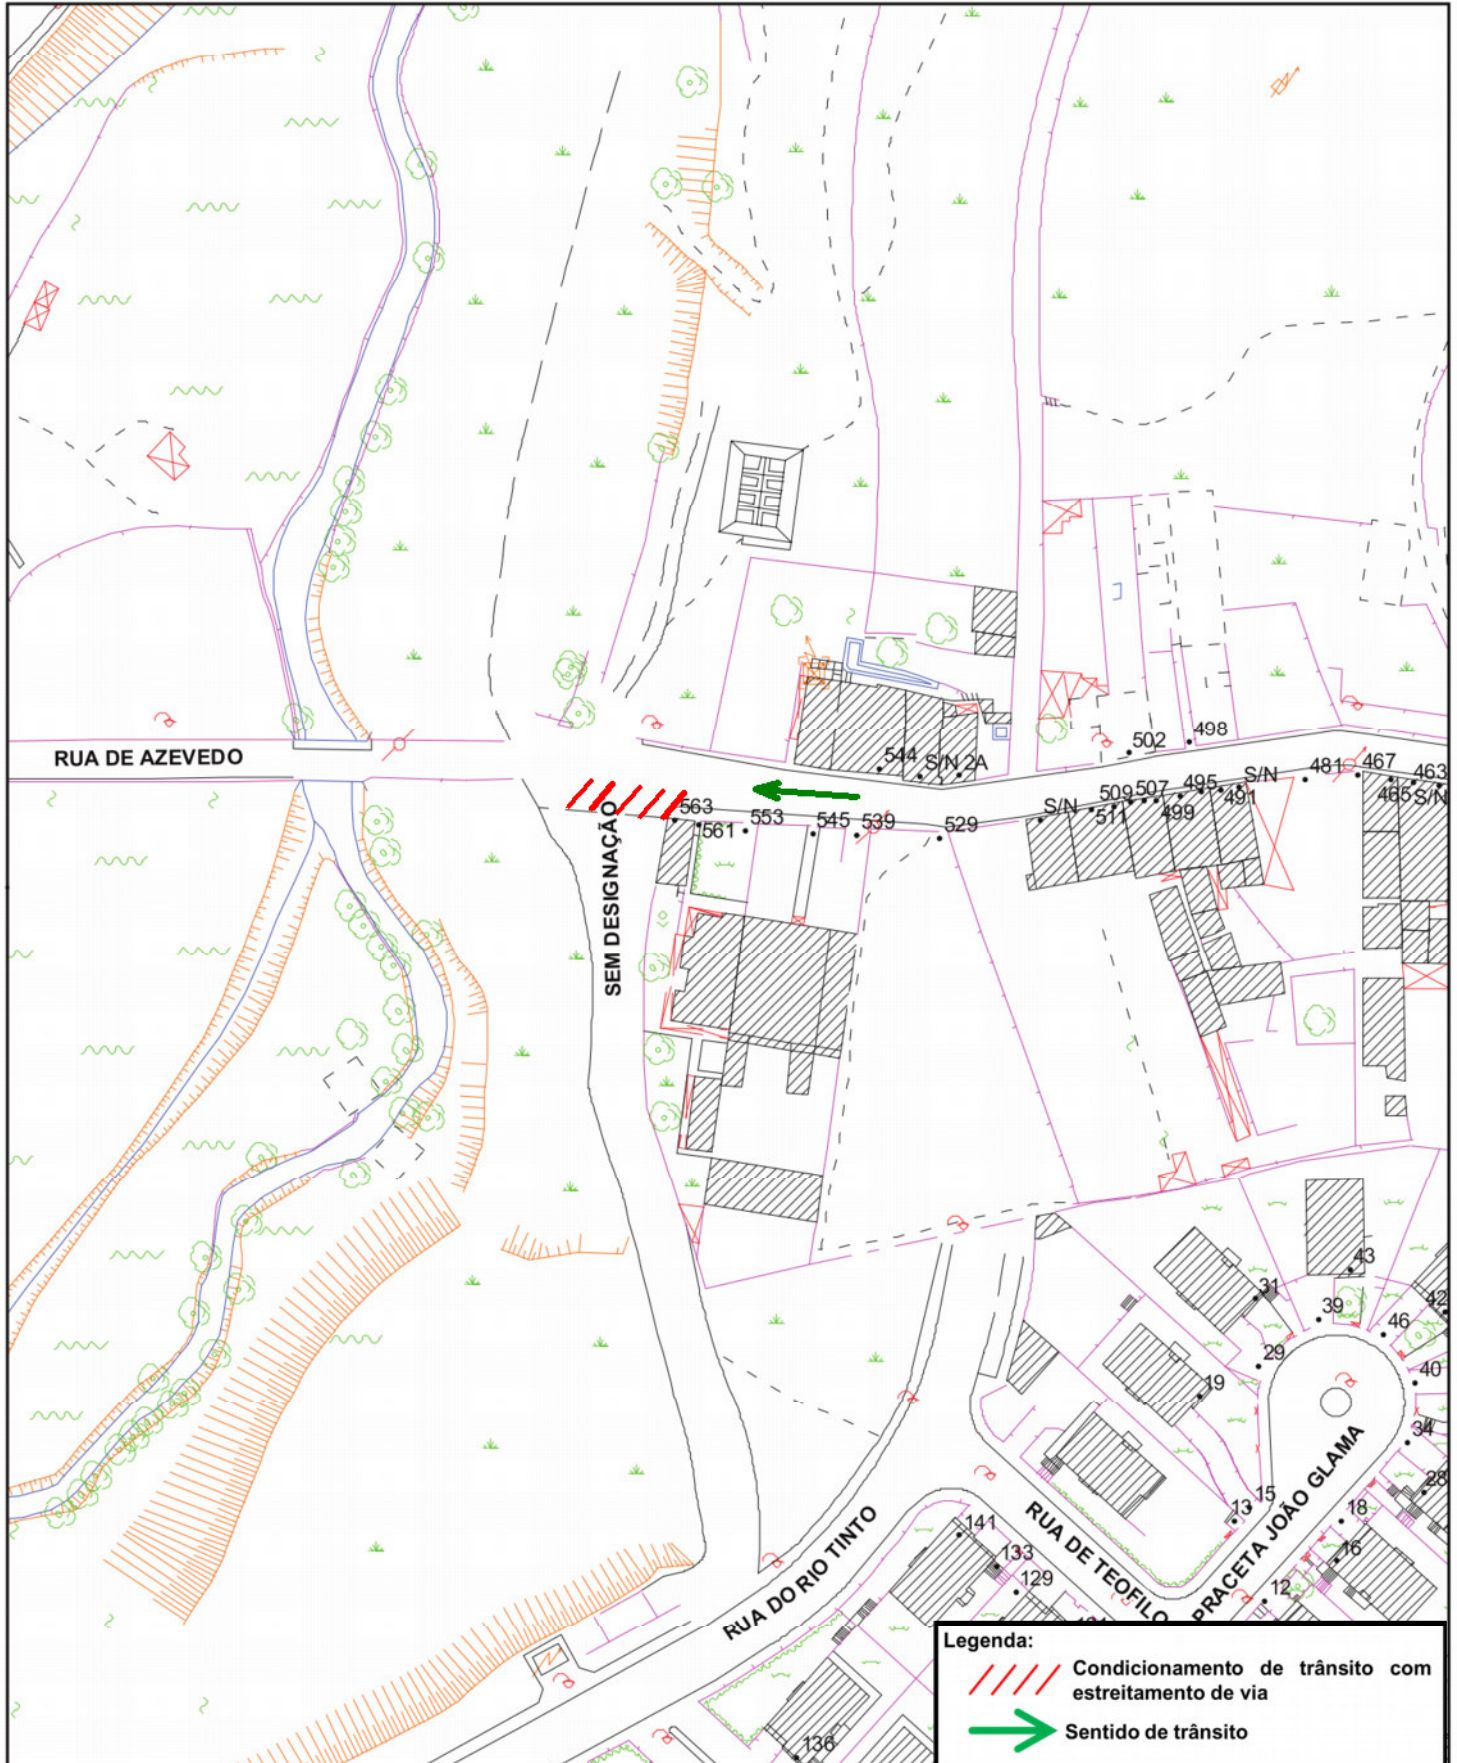 RUA DE AZEVEDO
SEM DESIGNAÇÃO
544
S/N
2A
502
498
563
561
553
545
539
529
S/N
511
509
507
499
495
491
S/N
481
467
465
463
S/N
43
31
39
42
46
29
40
19
34
28
15
13
18
16
12
141
133
129
136
RUA DO RIO TINTO
RUA DE TEOFILO
PRACETA JOÃO GLAMA
Legenda:
Condicionamento de trânsito com
estreitamento de via
Sentido de trânsito